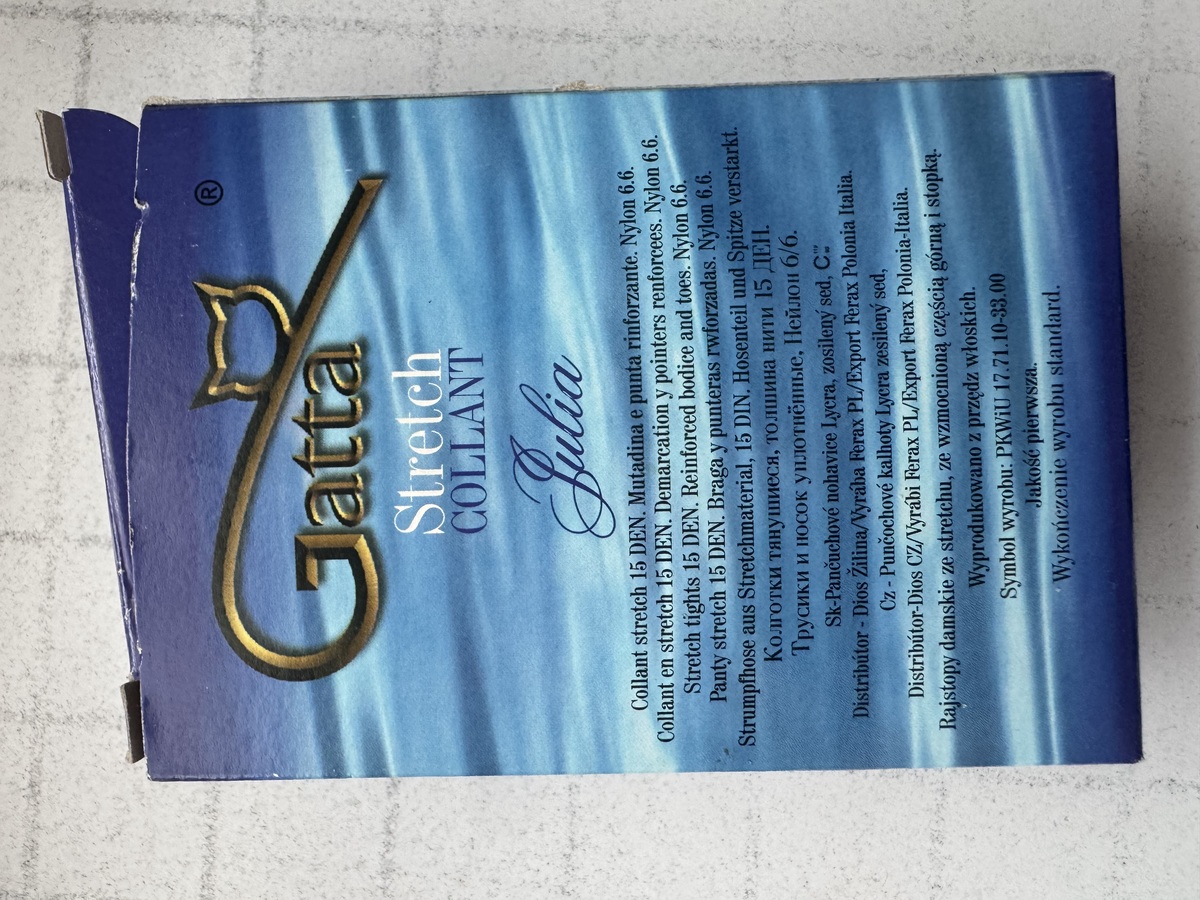 ®
Gatta
Stretch
COLLANT
Julia
Collant stretch 15 DEN. Mutadina e punta rinforzante. Nylon 6.6.
Collant en stretch 15 DEN. Demarcation y pointers renforcees. Nylon 6.6.
Stretch tights 15 DEN. Reinforced bodice and toes. Nylon 6.6.
Panty stretch 15 DEN. Braga y punteras rwforzadas. Nylon 6.6.
Strumpfhose aus Stretchmaterial, 15 DIN. Hosenteil und Spitze verstarkt.
Колготки тянушиеся, толшина нити 15 ДЕН.
Трусики и носок уплотнённые. Нейлон 6/6.
Sk-Pančuchové nohavice Lycra, zosilený sed,
Distribútor - Dios Žilina/Vyrába Ferax PL/Export Ferax Polonia Italia.
Cz - Punčochové kalhoty Lycra zesilený sed,
Distribútor-Dios CZ/Vyrábi Ferax PL/Export Ferax Polonia-Italia.
Rajstopy damskie ze stretchu, ze wzmocnioną częścią górną i stopką.
Wyprodukowano z przędz włoskich.
Symbol wyrobu: PKWiU 17.71.10-33.00
Jakość pierwsza.
Wykończenie wyrobu standard.